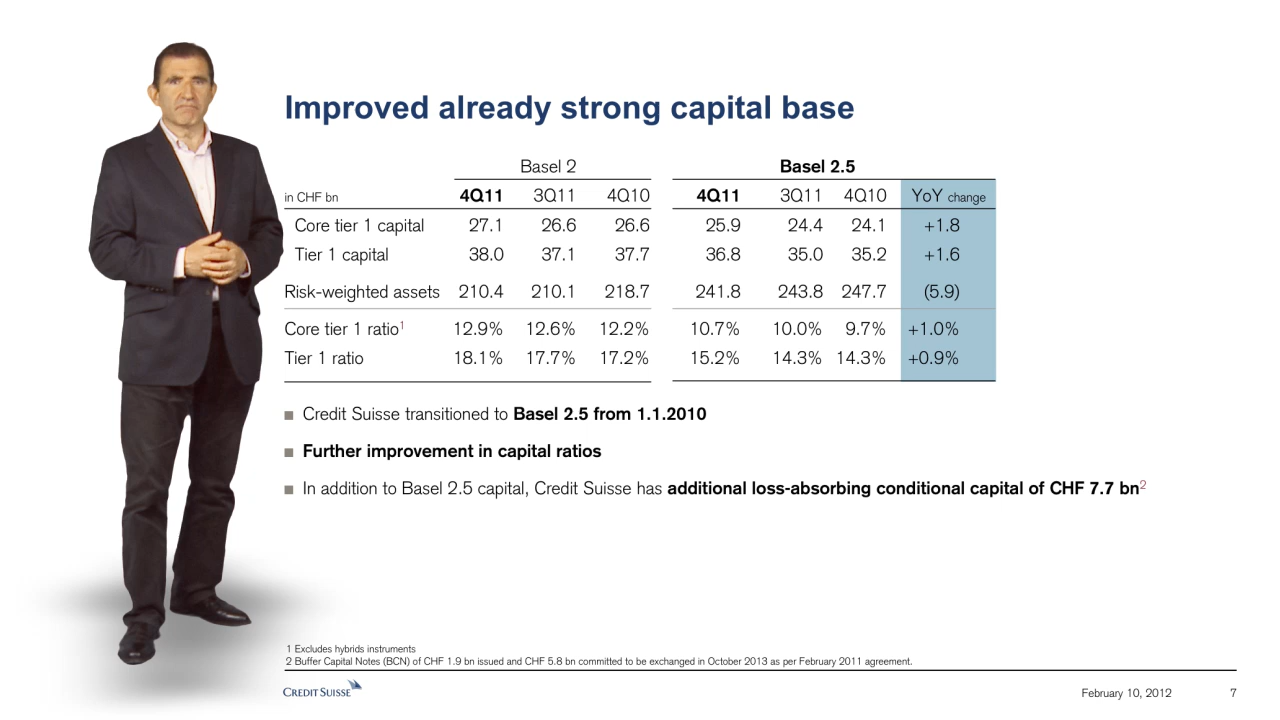 Improved already strong capital base
Basel 2 Basel 2.5
in CHF bn 4Q11 3Q11 4Q10 4Q11 3Q11 4Q10 YoY change
Core tier 1 capital 27.1 26.6 26.6 25.9 24.4 24.1 +1.8
Tier 1 capital 38.0 37.1 37.7 36.8 35.0 35.2 +1.6
Risk-weighted assets 210.4 210.1 218.7 241.8 243.8 247.7 (5.9)
Core tier 1 ratio1 12.9% 12.6% 12.2% 10.7% 10.0% 9.7% +1.0%
Tier 1 ratio 18.1% 17.7% 17.2% 15.2% 14.3% 14.3% +0.9%
Credit Suisse transitioned to Basel 2.5 from 1.1.2010
Further improvement in capital ratios
In addition to Basel 2.5 capital, Credit Suisse has additional loss-absorbing conditional capital of CHF 7.7 bn2
1 Excludes hybrids instruments
2 Buffer Capital Notes (BCN) of CHF 1.9 bn issued and CHF 5.8 bn committed to be exchanged in October 2013 as per February 2011 agreement.
CREDIT SUISSE February 10, 2012 7